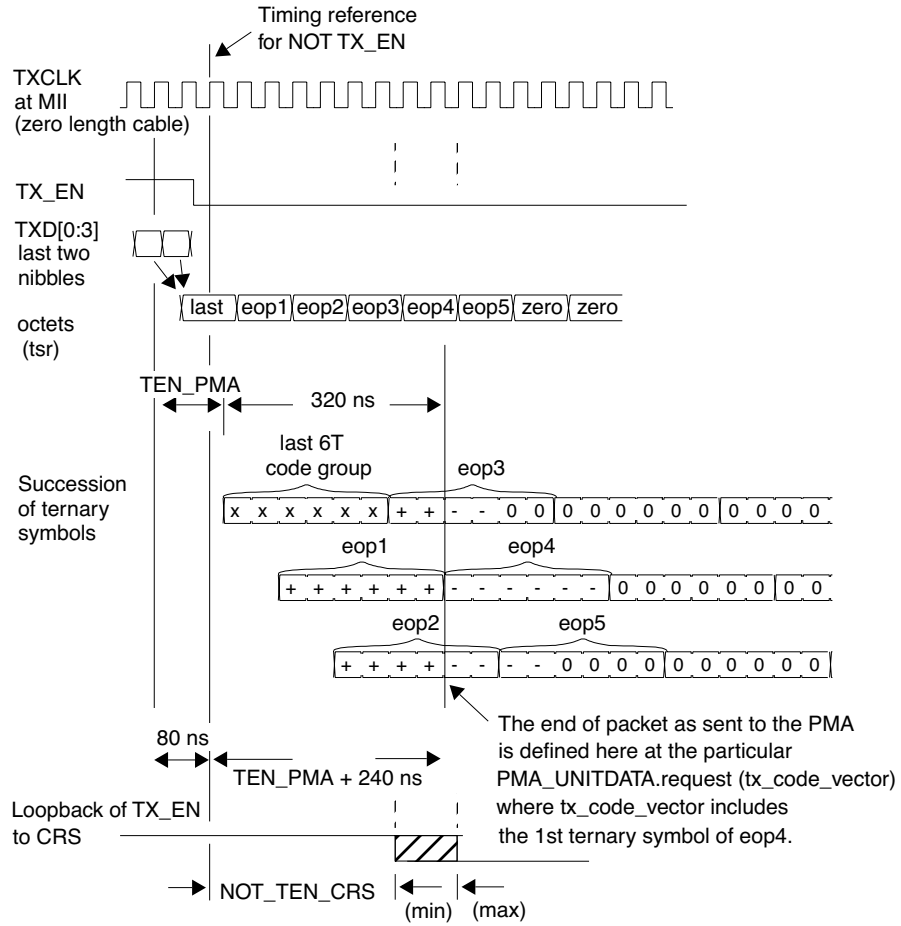 Timing reference
for NOT TX_EN
TXCLK
at MII
(zero length cable)
TX_EN
TXD[0:3]
last two
nibbles
last eop1 eop2 eop3 eop4 eop5 zero zero
octets
(tsr)
TEN_PMA
320 ns
last 6T
code group
eop3
Succession
of ternary
symbols
x x x x x x + + - - 0 0 0 0 0 0 0 0 0 0 0 0
eop1
eop4
+ + + + + + - - - - - - 0 0 0 0 0 0 0 0
eop2
eop5
+ + + + - - - - 0 0 0 0 0 0 0 0 0 0
The end of packet as sent to the PMA
is defined here at the particular
PMA_UNITDATA.request (tx_code_vector)
where tx_code_vector includes
the 1st ternary symbol of eop4.
80 ns
TEN_PMA + 240 ns
Loopback of TX_EN
to CRS
NOT_TEN_CRS
(min)
(max)